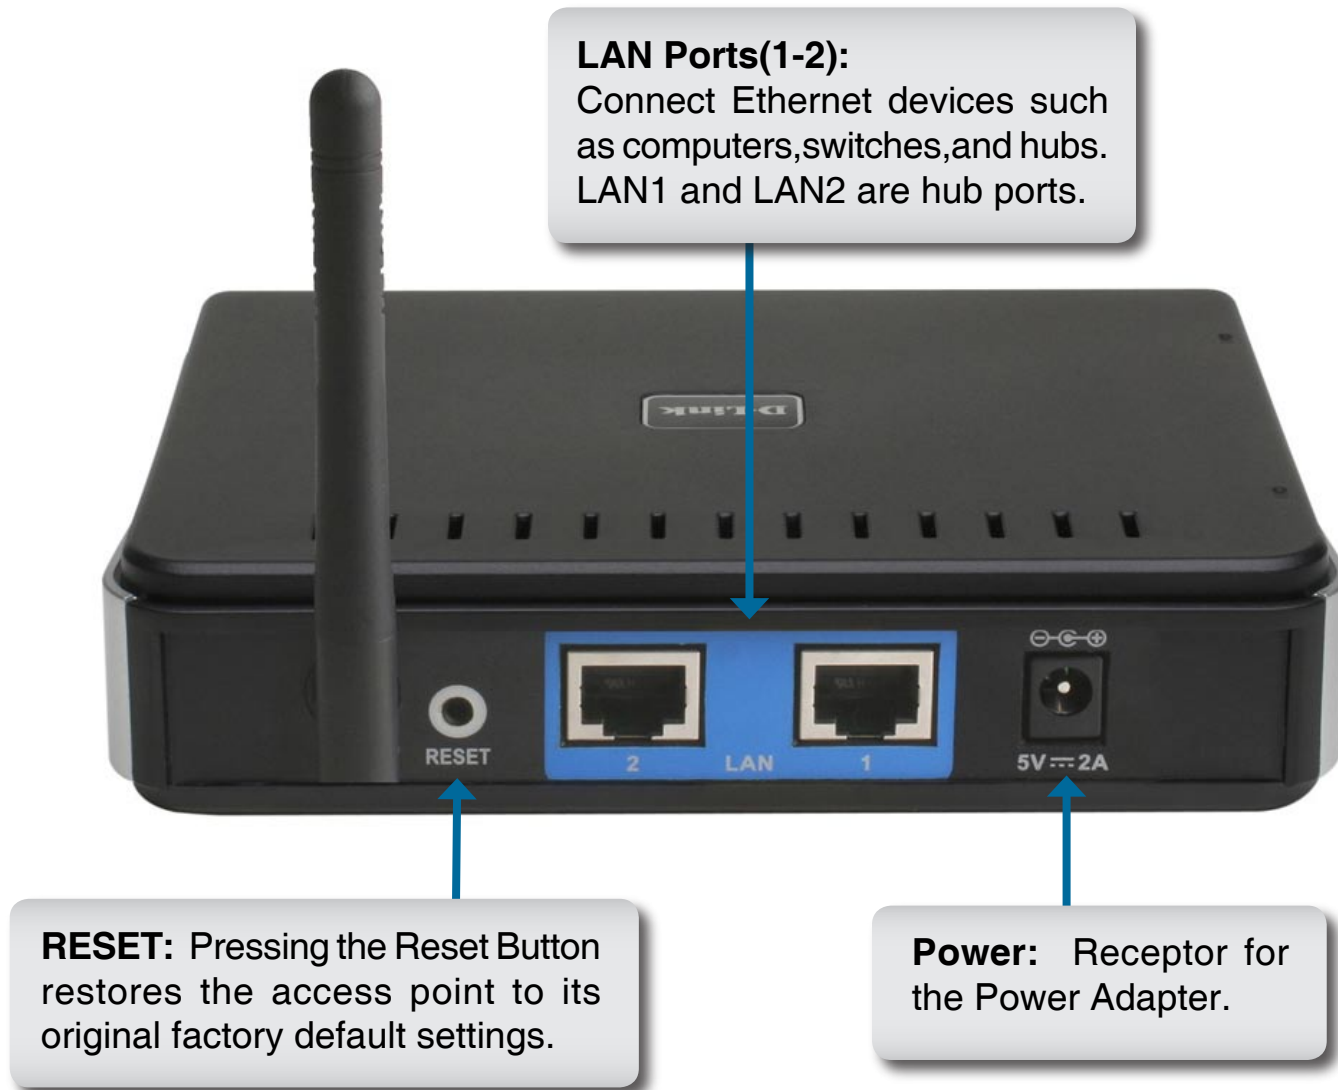 LAN Ports(1-2):
Connect Ethernet devices such
as computers,switches,and hubs.
LAN1 and LAN2 are hub ports.
D-Link
RESET
2 LAN 1
5V⎓2A
RESET: Pressing the Reset Button
restores the access point to its
original factory default settings.
Power: Receptor for
the Power Adapter.